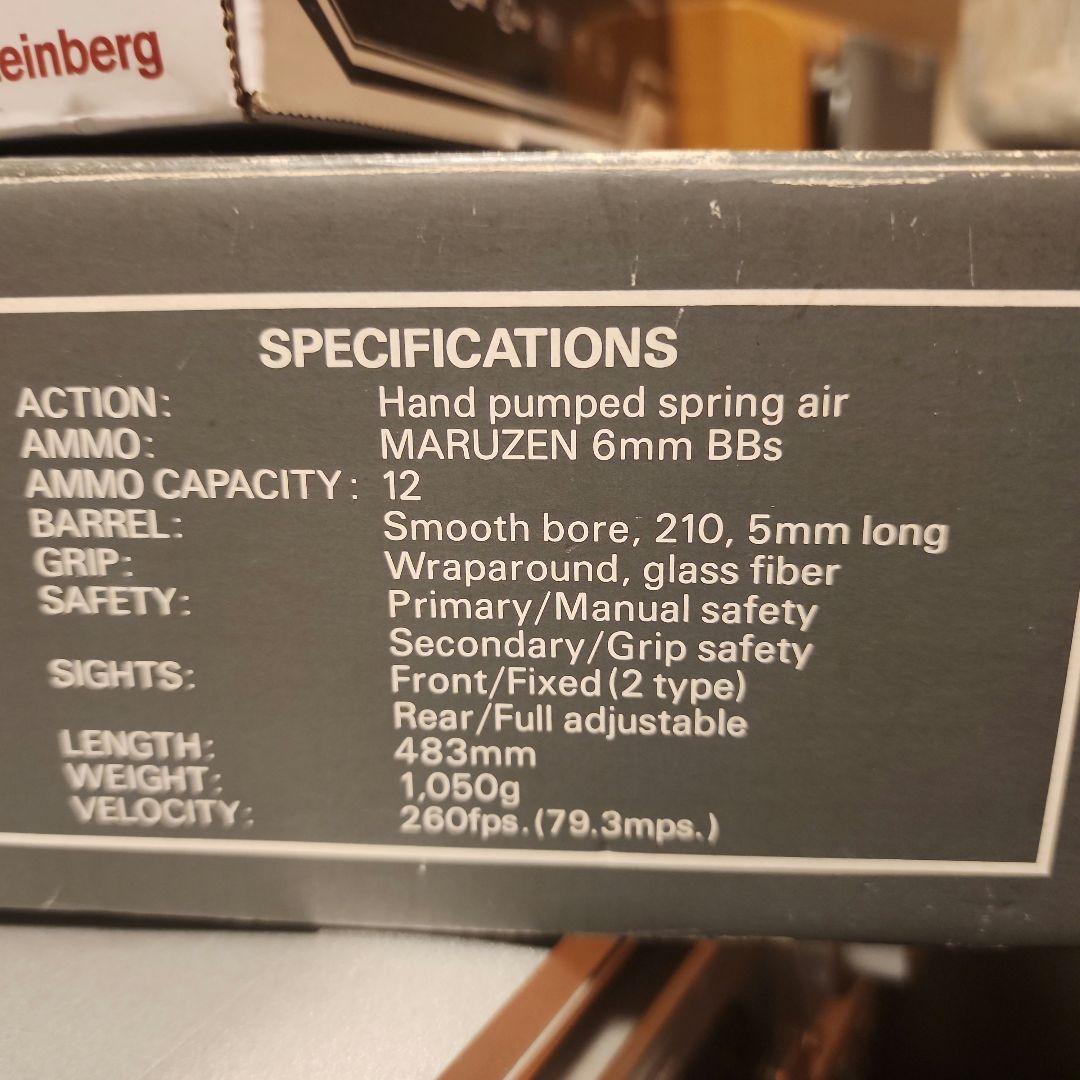 einberg
SPECIFICATIONS
ACTION: Hand pumped spring air
AMMO: MARUZEN 6mm BBs
AMMO CAPACITY: 12
BARREL: Smooth bore, 210, 5mm long
GRIP: Wraparound, glass fiber
SAFETY: Primary/Manual safety
Secondary/Grip safety
SIGHTS: Front/Fixed (2 type)
Rear/Full adjustable
LENGTH: 483mm
WEIGHT: 1,050g
VELOCITY: 260fps. (79.3mps.)